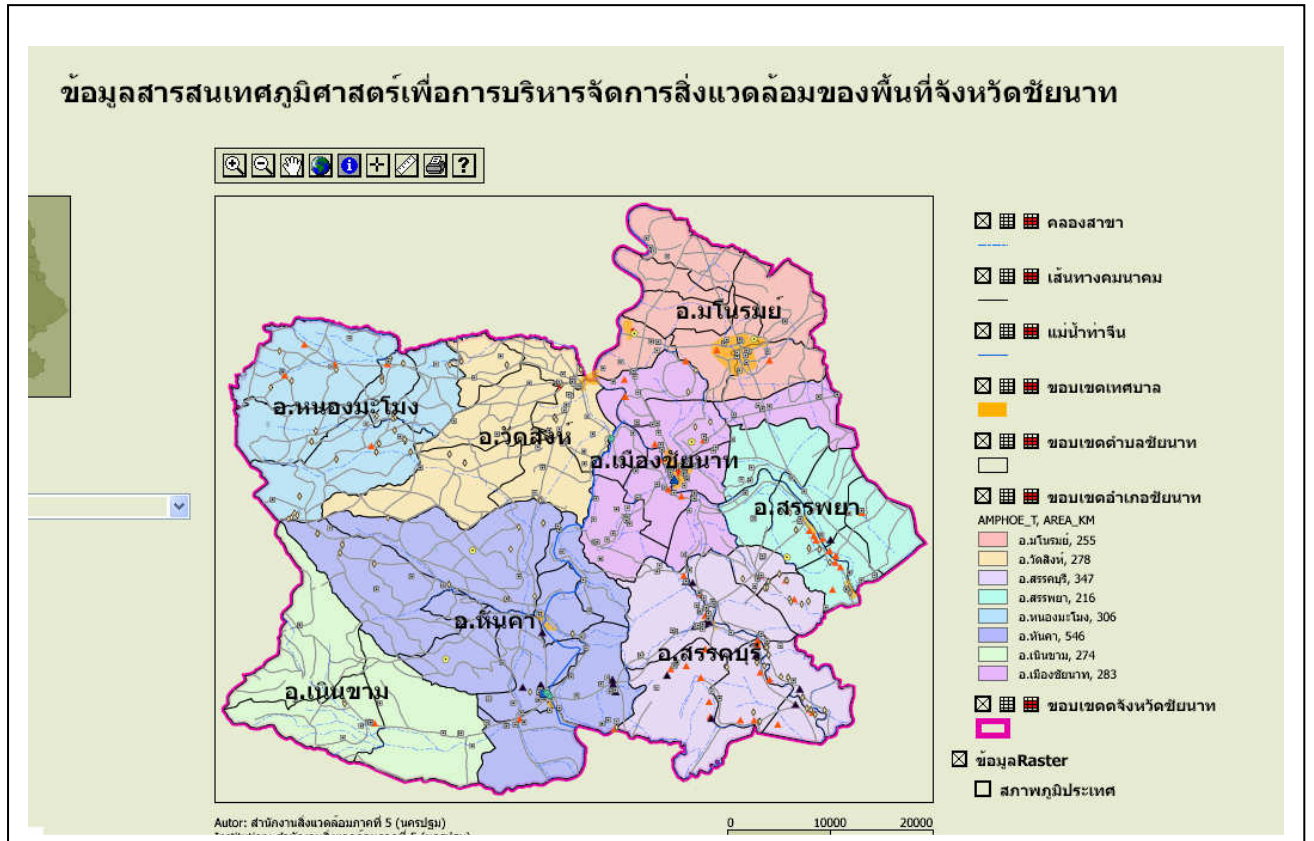 ข้อมูลสารสนเทศภูมิศาสตร์เพื่อการบริหารจัดการสิ่งแวดล้อมของพื้นที่จังหวัดชัยนาท
อ.มโนรมย์
อ.หนองมะโมง
อ.วัดสิงห์
อ.เมืองชัยนาท
อ.สรรพยา
อ.หันคา
อ.สรรคบุรี
อ.เนินขาม
คลองสาขา
เส้นทางคมนาคม
แม่น้ำท่าจีน
ขอบเขตเทศบาล
ขอบเขตตำบลชัยนาท
ขอบเขตอำเภอชัยนาท
AMPHOE_T, AREA_KM
อ.มโนรมย์, 255
อ.วัดสิงห์, 278
อ.สรรคบุรี, 347
อ.สรรพยา, 216
อ.หนองมะโมง, 306
อ.หันคา, 546
อ.เนินขาม, 274
อ.เมืองชัยนาท, 283
ขอบเขตตจังหวัดชัยนาท
ข้อมูลRaster
สภาพภูมิประเทศ
Autor: สำนักงานสิ่งแวดล้อมภาคที่ 5 (นครปฐม)
0 10000 20000